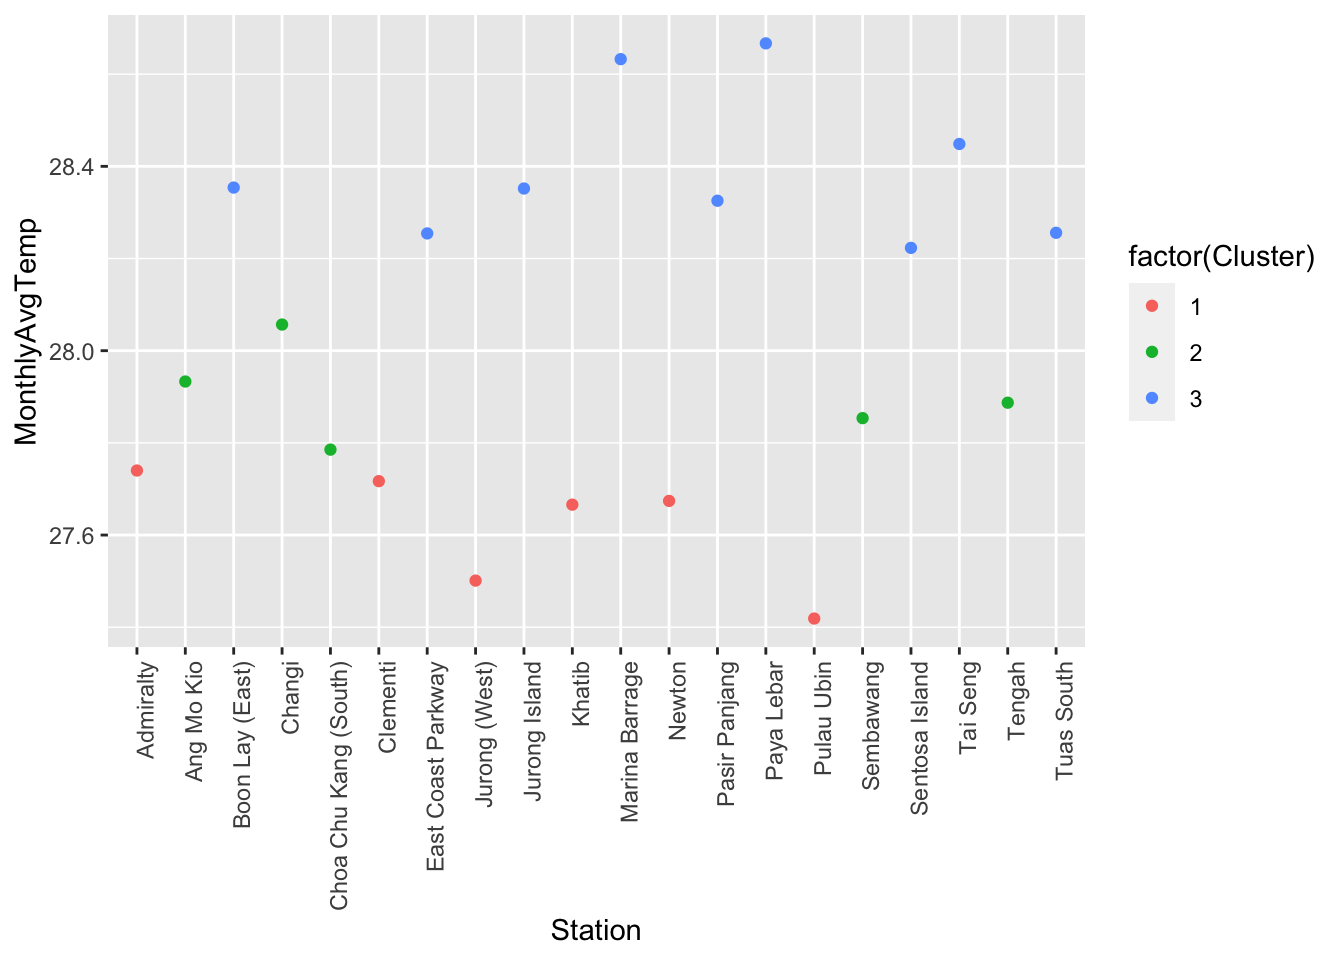 MonthlyAvgTemp
28.4
28.0
27.6
Admiralty
Ang Mo Kio
Boon Lay (East)
Changi
Choa Chu Kang (South)
Clementi
East Coast Parkway
Jurong (West)
Jurong Island
Khatib
Marina Barrage
Newton
Pasir Panjang
Paya Lebar
Pulau Ubin
Sembawang
Sentosa Island
Tai Seng
Tengah
Tuas South
Station
factor(Cluster)
1
2
3